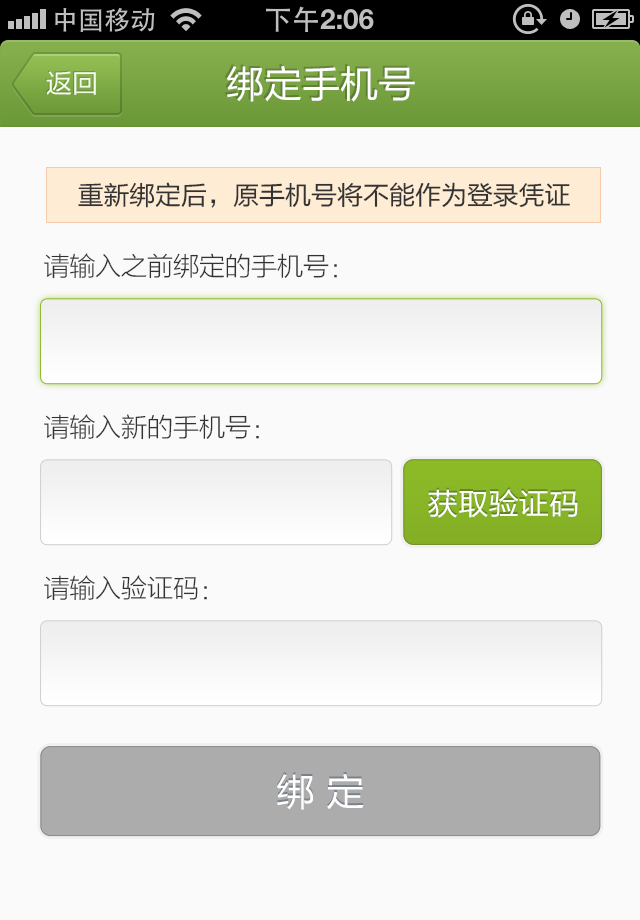 中国移动 下午2:06
返回 绑定手机号
重新绑定后，原手机号将不能作为登录凭证
请输入之前绑定的手机号：
请输入新的手机号：
获取验证码
请输入验证码：
绑 定